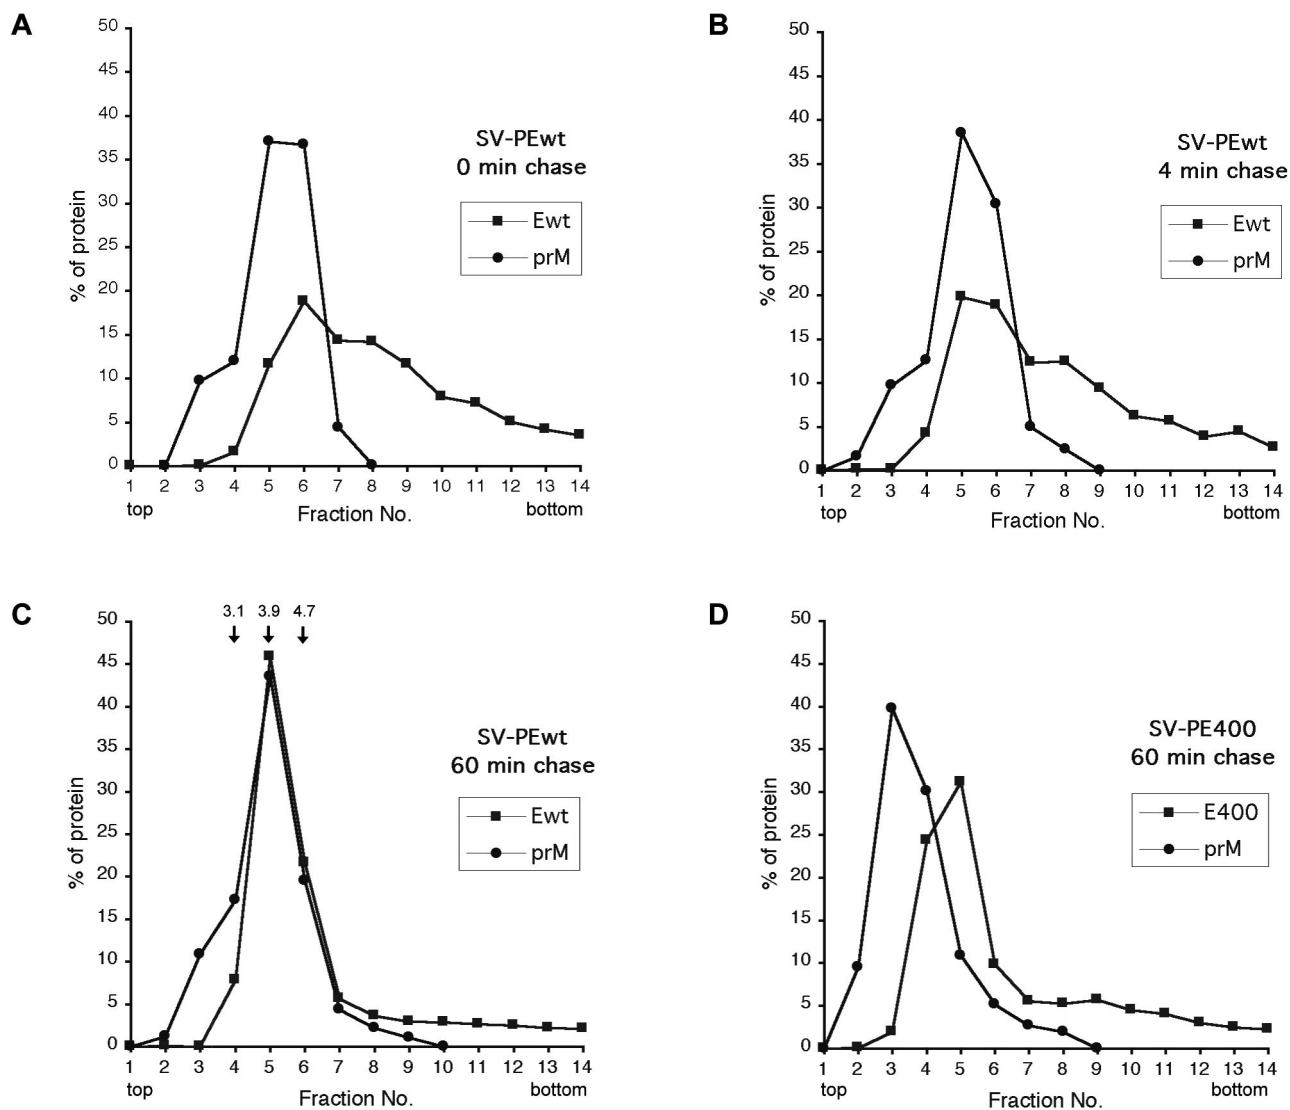 A
50
45
40
35
30
25
20
15
10
5
0
% of protein
SV-PEwt
0 min chase
Ewt
prM
1 2 3 4 5 6 7 8 9 10 11 12 13 14
top Fraction No. bottom
B
50
45
40
35
30
25
20
15
10
5
0
% of protein
SV-PEwt
4 min chase
Ewt
prM
1 2 3 4 5 6 7 8 9 10 11 12 13 14
top Fraction No. bottom
C
3.1 3.9 4.7
50
45
40
35
30
25
20
15
10
5
0
% of protein
SV-PEwt
60 min chase
Ewt
prM
1 2 3 4 5 6 7 8 9 10 11 12 13 14
top Fraction No. bottom
D
50
45
40
35
30
25
20
15
10
5
0
% of protein
SV-PE400
60 min chase
E400
prM
1 2 3 4 5 6 7 8 9 10 11 12 13 14
top Fraction No. bottom